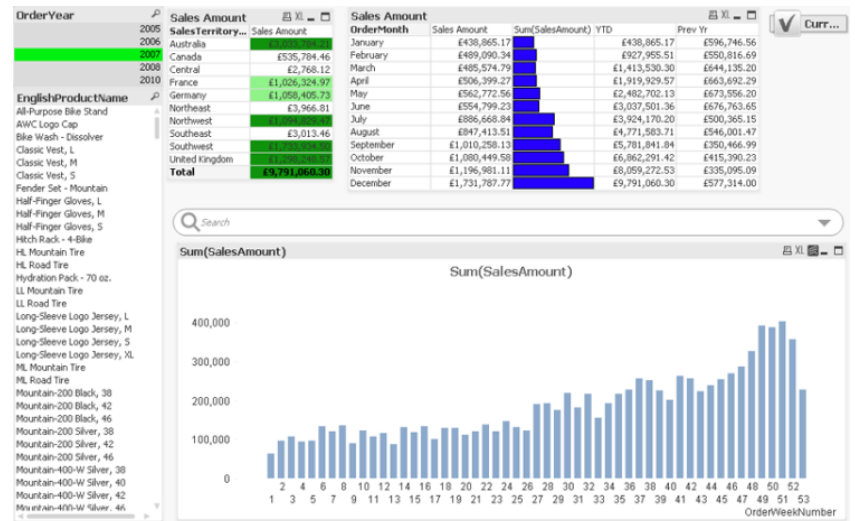 OrderYear
2005
2006
2007
2008
2010
EnglishProductName
All-Purpose Bike Stand
AWC Logo Cap
Bike Wash - Dissolver
Classic Vest, L
Classic Vest, M
Classic Vest, S
Fender Set - Mountain
Half-Finger Gloves, L
Half-Finger Gloves, M
Half-Finger Gloves, S
Hitch Rack - 4-Bike
HL Mountain Tire
HL Road Tire
Hydration Pack - 70 oz.
LL Mountain Tire
LL Road Tire
Long-Sleeve Logo Jersey, L
Long-Sleeve Logo Jersey, M
Long-Sleeve Logo Jersey, S
Long-Sleeve Logo Jersey, XL
ML Mountain Tire
ML Road Tire
Mountain-200 Black, 38
Mountain-200 Black, 42
Mountain-200 Black, 46
Mountain-200 Silver, 38
Mountain-200 Silver, 42
Mountain-200 Silver, 46
Mountain-400-W Silver, 38
Mountain-400-W Silver, 40
Mountain-400-W Silver, 42
Mountain-400-W Silver, 46
Sales Amount XL
SalesTerritory... Sales Amount
Australia £3,033,784.21
Canada £535,784.46
Central £2,768.12
France £1,026,324.97
Germany £1,058,405.73
Northeast £3,966.81
Northwest
Southeast £3,013.46
Southwest
United Kingdom
Total £9,791,060.30
Sales Amount XL
OrderMonth Sales Amount Sum(SalesAmount) YTD Prev Yr
January £438,865.17 £438,865.17 £596,746.56
February £489,090.34 £927,955.51 £550,816.69
March £485,574.79 £1,413,530.30 £644,135.20
April £506,399.27 £1,919,929.57 £663,692.29
May £562,772.56 £2,482,702.13 £673,556.20
June £554,799.23 £3,037,501.36 £676,763.65
July £886,668.84 £3,924,170.20 £500,365.15
August £847,413.51 £4,771,583.71 £546,001.47
September £1,010,258.13 £5,781,841.84 £350,466.99
October £1,080,449.58 £6,862,291.42 £415,390.23
November £1,196,981.11 £8,059,272.53 £335,095.09
December £1,731,787.77 £9,791,060.30 £577,314.00
Curr...
Search
Sum(SalesAmount) XL
Sum(SalesAmount)
400,000
300,000
200,000
100,000
0
2 4 6 8 10 12 14 16 18 20 22 24 26 28 30 32 34 36 38 40 42 44 46 48 50 52
1 3 5 7 9 11 13 15 17 19 21 23 25 27 29 31 33 35 37 39 41 43 45 47 49 51 53
OrderWeekNumber